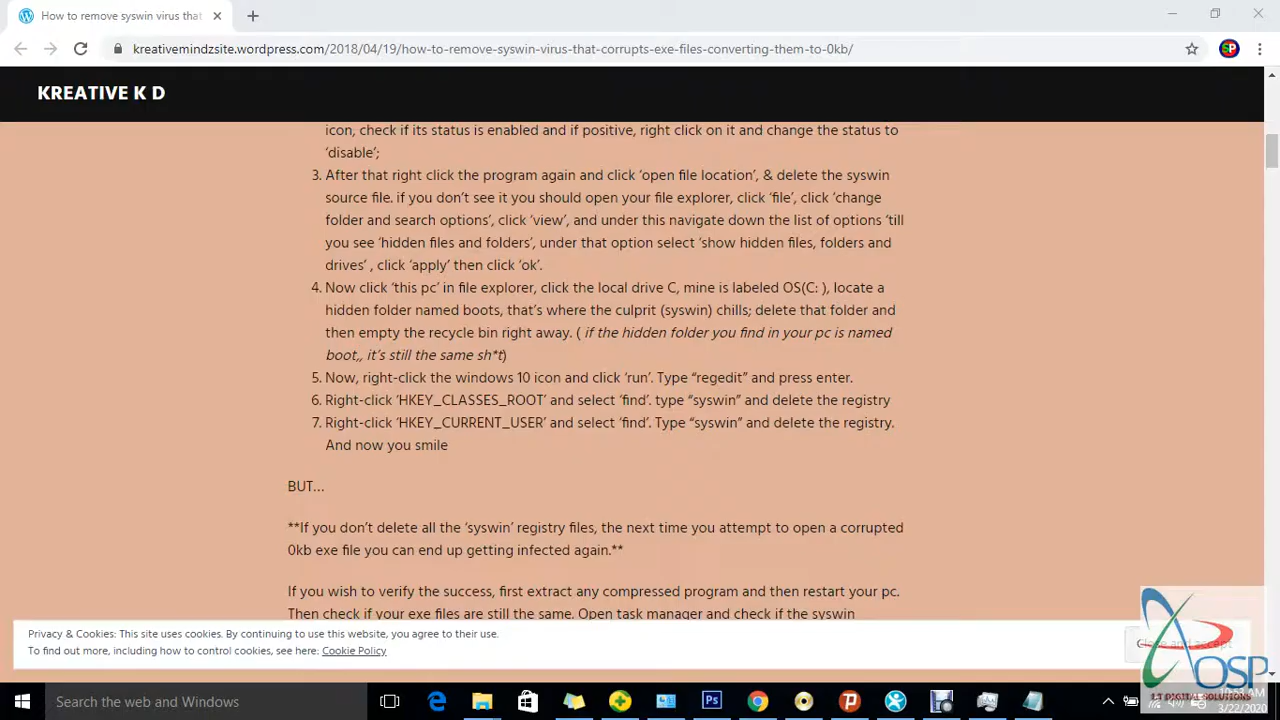 How to remove syswin virus that
kreativemindzsite.wordpress.com/2018/04/19/how-to-remove-syswin-virus-that-corrupts-exe-files-converting-them-to-0kb/
SP
KREATIVE K D
icon, check if its status is enabled and if positive, right click on it and change the status to
‘disable’;
3. After that right click the program again and click ‘open file location’, & delete the syswin
source file. if you don’t see it you should open your file explorer, click ‘file’, click ‘change
folder and search options’, click ‘view’, and under this navigate down the list of options ‘till
you see ‘hidden files and folders’, under that option select ‘show hidden files, folders and
drives’ , click ‘apply’ then click ‘ok’.
4. Now click ‘this pc’ in file explorer, click the local drive C, mine is labeled OS(C: ), locate a
hidden folder named boots, that’s where the culprit (syswin) chills; delete that folder and
then empty the recycle bin right away. ( if the hidden folder you find in your pc is named
boot,, it’s still the same sh*t)
5. Now, right-click the windows 10 icon and click ‘run’. Type “regedit” and press enter.
6. Right-click ‘HKEY_CLASSES_ROOT’ and select ‘find’. type “syswin” and delete the registry
7. Right-click ‘HKEY_CURRENT_USER’ and select ‘find’. Type “syswin” and delete the registry.
And now you smile
BUT…
**If you don’t delete all the ‘syswin’ registry files, the next time you attempt to open a corrupted
0kb exe file you can end up getting infected again.**
If you wish to verify the success, first extract any compressed program and then restart your pc.
Then check if your exe files are still the same. Open task manager and check if the syswin
Privacy & Cookies: This site uses cookies. By continuing to use this website, you agree to their use.
To find out more, including how to control cookies, see here: Cookie Policy
Close and accept
OSP
I.T DIGITAL SOLUTIONS
Search the web and Windows
Ps
3/22/2020